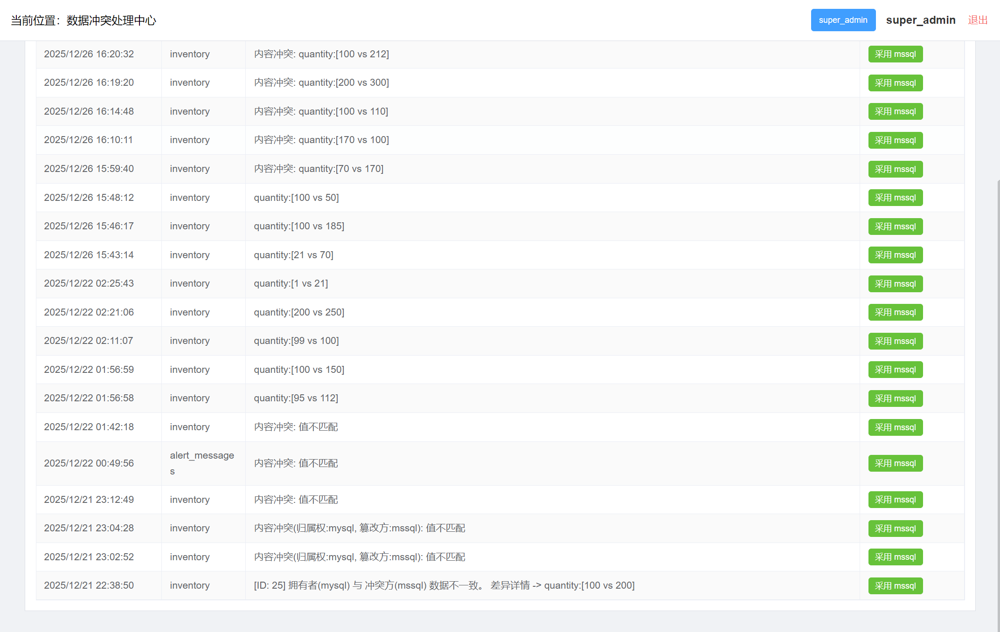 当前位置：数据冲突处理中心
super_admin super_admin 退出
2025/12/26 16:20:32 inventory 内容冲突: quantity:[100 vs 212] 采用 mssql
2025/12/26 16:19:20 inventory 内容冲突: quantity:[200 vs 300] 采用 mssql
2025/12/26 16:14:48 inventory 内容冲突: quantity:[100 vs 110] 采用 mssql
2025/12/26 16:10:11 inventory 内容冲突: quantity:[170 vs 100] 采用 mssql
2025/12/26 15:59:40 inventory 内容冲突: quantity:[70 vs 170] 采用 mssql
2025/12/26 15:48:12 inventory quantity:[100 vs 50] 采用 mssql
2025/12/26 15:46:17 inventory quantity:[100 vs 185] 采用 mssql
2025/12/26 15:43:14 inventory quantity:[21 vs 70] 采用 mssql
2025/12/22 02:25:43 inventory quantity:[1 vs 21] 采用 mssql
2025/12/22 02:21:06 inventory quantity:[200 vs 250] 采用 mssql
2025/12/22 02:11:07 inventory quantity:[99 vs 100] 采用 mssql
2025/12/22 01:56:59 inventory quantity:[100 vs 150] 采用 mssql
2025/12/22 01:56:58 inventory quantity:[95 vs 112] 采用 mssql
2025/12/22 01:42:18 inventory 内容冲突: 值不匹配 采用 mssql
2025/12/22 00:49:56 alert_message
s 内容冲突: 值不匹配 采用 mssql
2025/12/21 23:12:49 inventory 内容冲突: 值不匹配 采用 mssql
2025/12/21 23:04:28 inventory 内容冲突(归属权:mysql, 篡改方:mssql): 值不匹配 采用 mssql
2025/12/21 23:02:52 inventory 内容冲突(归属权:mysql, 篡改方:mssql): 值不匹配 采用 mssql
2025/12/21 22:38:50 inventory [ID: 25] 拥有者(mysql) 与 冲突方(mssql) 数据不一致。 差异详情 -> quantity:[100 vs 200] 采用 mssql